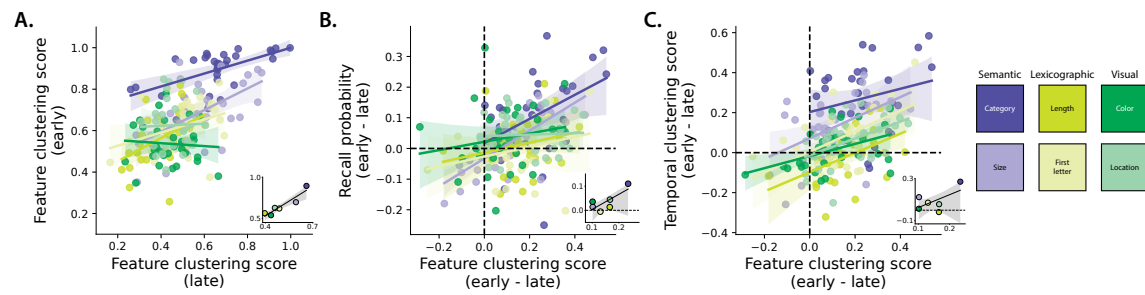 A.
Feature clustering score
(early)
1.0
0.8
0.6
0.4
0.2
0.2 0.4 0.6 0.8 1.0
Feature clustering score
(late)
1.0
0.5
0.4 0.7
B.
Recall probability
(early - late)
0.3
0.2
0.1
0.0
−0.1
−0.2
−0.2 0.0 0.2 0.4
Feature clustering score
(early - late)
0.1
0.0
0.1 0.2
C.
Temporal clustering score
(early - late)
0.6
0.4
0.2
0.0
−0.2
−0.4
−0.2 0.0 0.2 0.4
Feature clustering score
(early - late)
0.3
−0.1
0.1 0.2
Semantic Lexicographic Visual
Category Length Color
Size First
letter Location